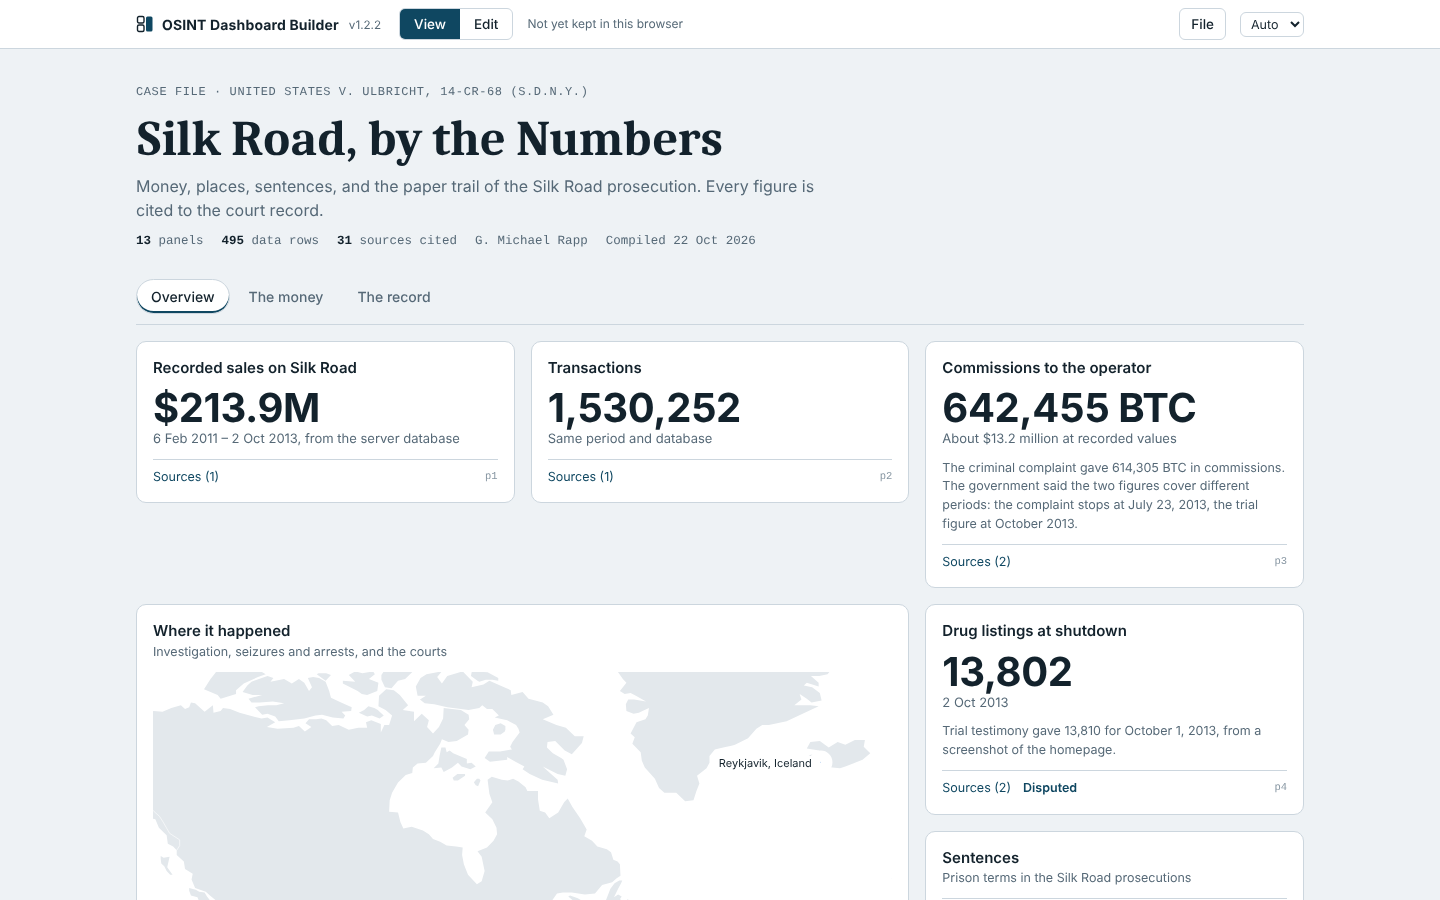 OSINT Dashboard Builder v1.2.2 View Edit Not yet kept in this browser File Auto
CASE FILE · UNITED STATES V. ULBRICHT, 14-CR-68 (S.D.N.Y.)
Silk Road, by the Numbers
Money, places, sentences, and the paper trail of the Silk Road prosecution. Every figure is
cited to the court record.
13 panels 495 data rows 31 sources cited G. Michael Rapp Compiled 22 Oct 2026
Overview The money The record
Recorded sales on Silk Road
$213.9M
6 Feb 2011 – 2 Oct 2013, from the server database
Sources (1) p1
Transactions
1,530,252
Same period and database
Sources (1) p2
Commissions to the operator
642,455 BTC
About $13.2 million at recorded values
The criminal complaint gave 614,305 BTC in commissions.
The government said the two figures cover different
periods: the complaint stops at July 23, 2013, the trial
figure at October 2013.
Sources (2) p3
Where it happened
Investigation, seizures and arrests, and the courts
Reykjavik, Iceland
Drug listings at shutdown
13,802
2 Oct 2013
Trial testimony gave 13,810 for October 1, 2013, from a
screenshot of the homepage.
Sources (2) Disputed p4
Sentences
Prison terms in the Silk Road prosecutions